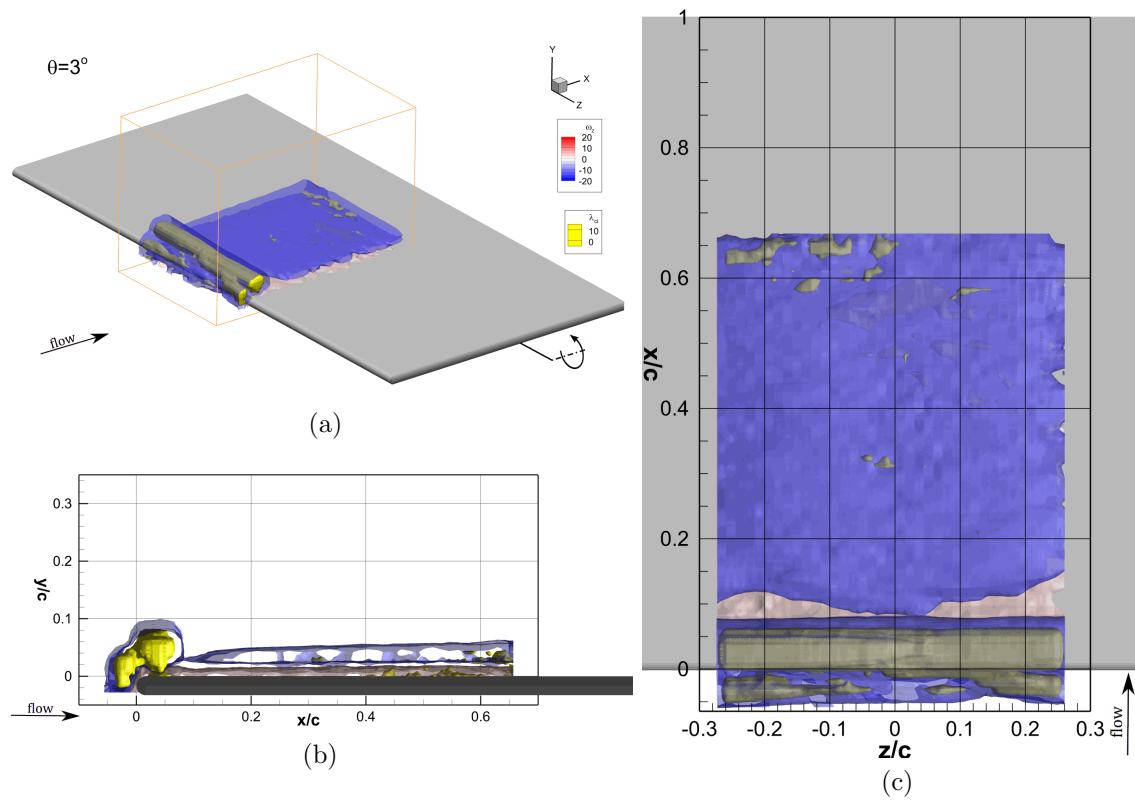 θ=3°
Y
X
Z
ω_z
20
10
0
-10
-20
λ_ci
10
0
flow
(a)
y/c
0.3
0.2
0.1
0
flow
0 0.2 0.4 0.6
x/c
(b)
x/c
1
0.8
0.6
0.4
0.2
0
-0.3 -0.2 -0.1 0 0.1 0.2 0.3
z/c
flow
(c)